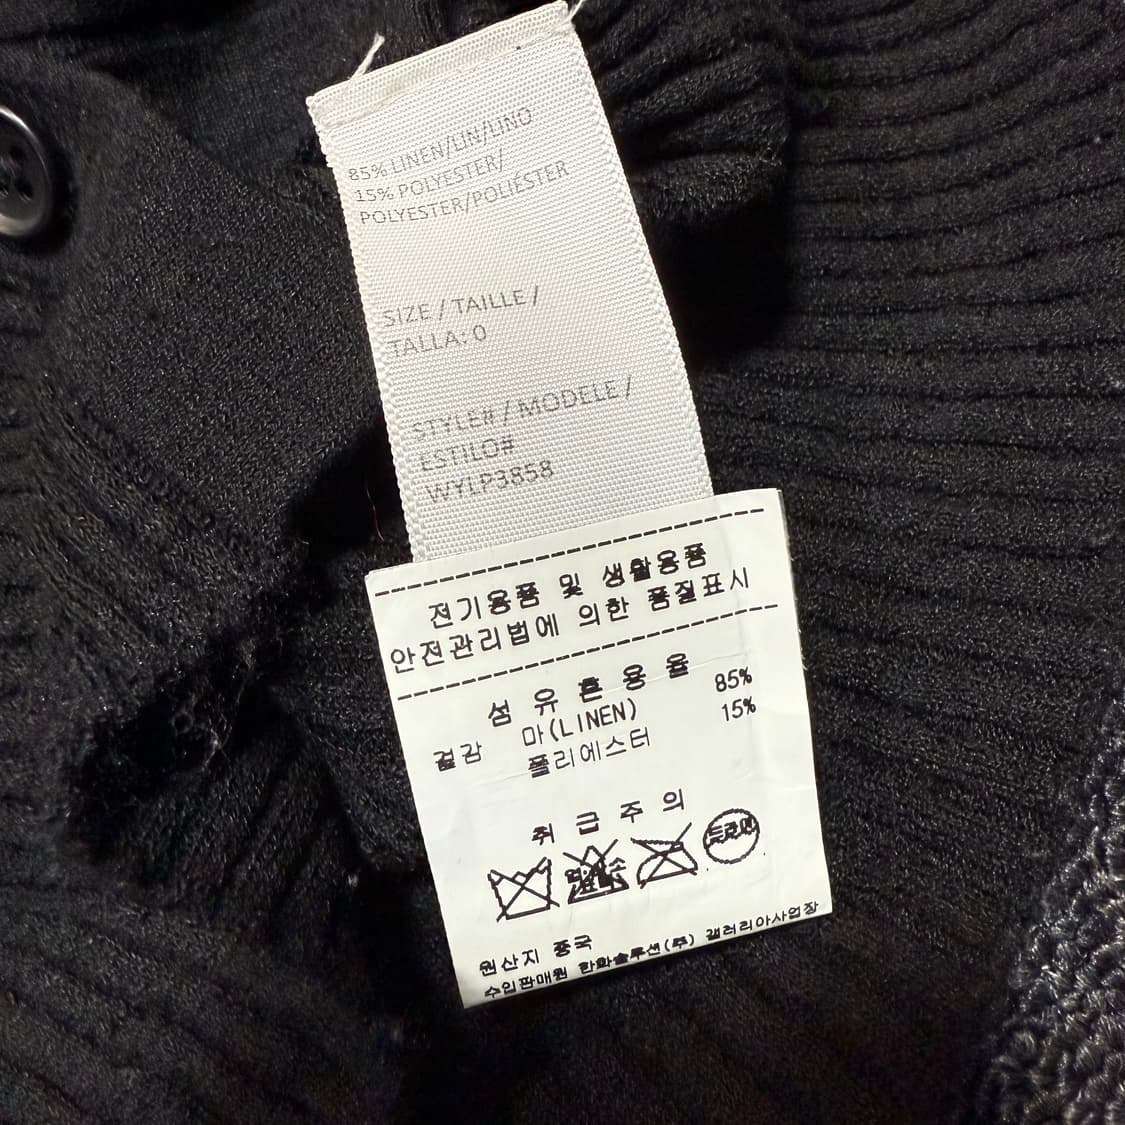 85% LINEN/LIN/LINO
15% POLYESTER/
POLYESTER/POLIÉSTER
SIZE / TAILLE /
TALLA: 0
STYLE# / MODELE /
ESTILO#
WYLP3858
전기용품 및 생활용품
안전관리법에 의한 품질표시
섬 유 혼 용 율
겉감 마(LINEN) 85%
폴리에스터 15%
취 급 주 의
드라이
원산지 중국
수입판매원 한화솔루션(주) 갤러리아사업장